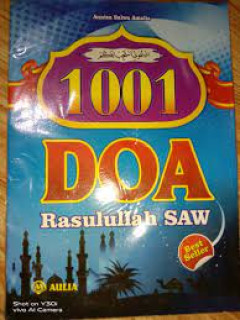 1001
DOA
Rasulullah SAW
Best
Seller
AULIA
Shot on Y30i
vivo AI Camera